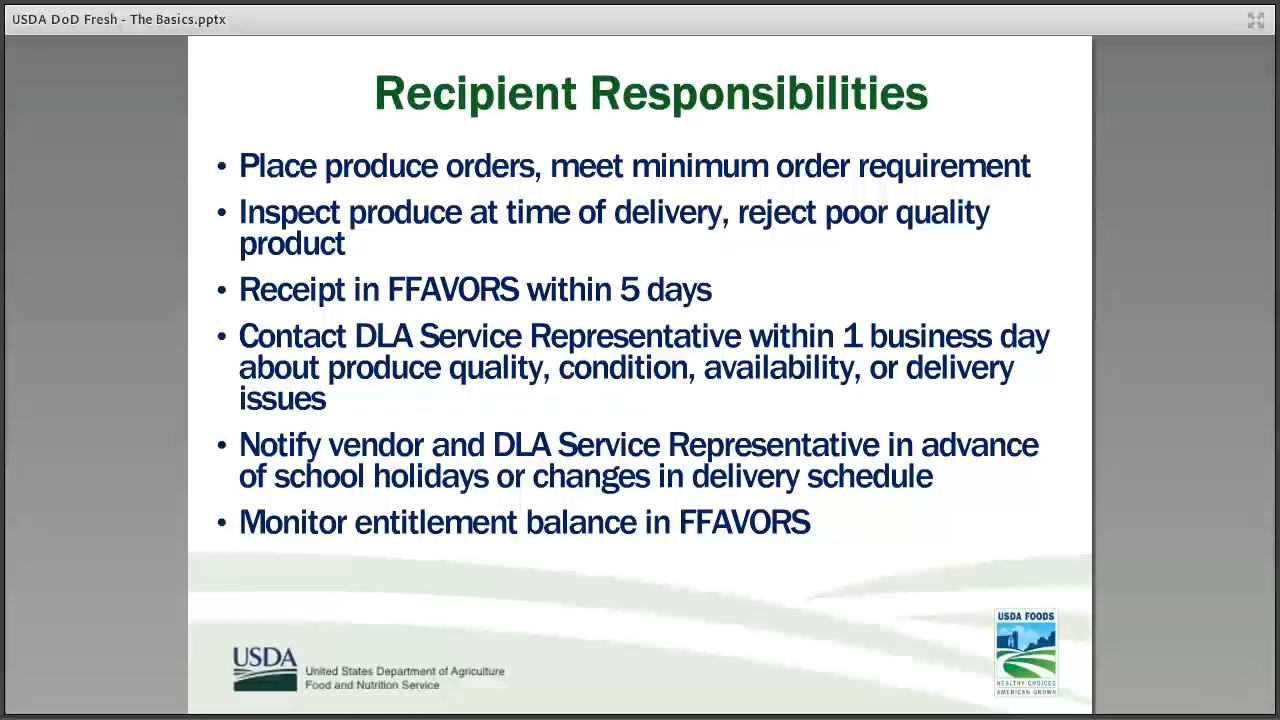 USDA DoD Fresh - The Basics.pptx
Recipient Responsibilities
• Place produce orders, meet minimum order requirement
• Inspect produce at time of delivery, reject poor quality
product
• Receipt in FFAVORS within 5 days
• Contact DLA Service Representative within 1 business day
about produce quality, condition, availability, or delivery
issues
• Notify vendor and DLA Service Representative in advance
of school holidays or changes in delivery schedule
• Monitor entitlement balance in FFAVORS
USDA
United States Department of Agriculture
Food and Nutrition Service
USDA FOODS
HEALTHY CHOICES
AMERICAN GROWN